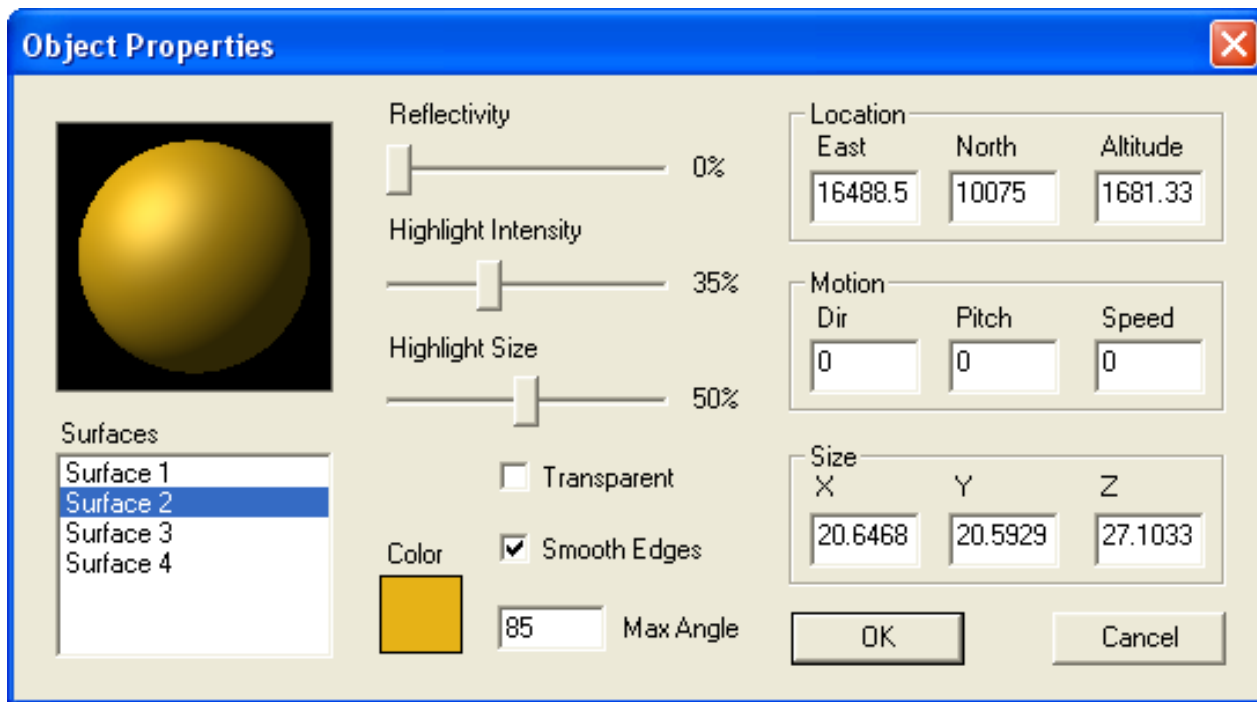 Object Properties
Reflectivity
0%
Highlight Intensity
35%
Highlight Size
50%
Surfaces
Surface 1
Surface 2
Surface 3
Surface 4
Transparent
Smooth Edges
Color
85 Max Angle
Location
East North Altitude
16488.5 10075 1681.33
Motion
Dir Pitch Speed
0 0 0
Size
X Y Z
20.6468 20.5929 27.1033
OK Cancel